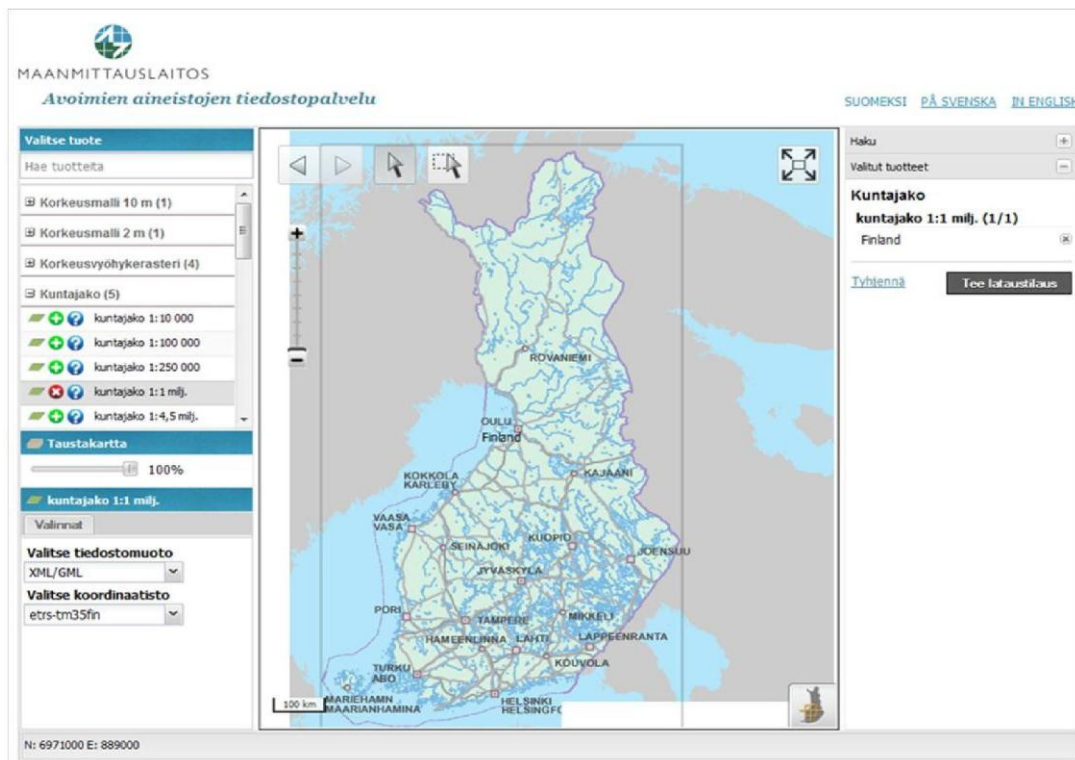 MAANMITTAUSLAITOS
Avoimien aineistojen tiedostopalvelu
SUOMEKSI PÅ SVENSKA IN ENGLISH
Valitse tuote
Hae tuotteita
Korkeusmalli 10 m (1)
Korkeusmalli 2 m (1)
Korkeusvyöhykerasteri (4)
Kuntajako (5)
kuntajako 1:10 000
kuntajako 1:100 000
kuntajako 1:250 000
kuntajako 1:1 milj.
kuntajako 1:4,5 milj.
Taustakartta
100%
kuntajako 1:1 milj.
Valinnat
Valitse tiedostomuoto
XML/GML
Valitse koordinaatisto
etrs-tm35fin
ROVANIEMI
OULU
Finland
KAJAANI
KOKKOLA
KARLEBY
VAASA
VASA
SEINÄJOKI
KUOPIO
JOENSUU
JYVÄSKYLÄ
PORI
TAMPERE
MIKKELI
HÄMEENLINNA
LAHTI
LAPPEENRANTA
KOUVOLA
TURKU
ÅBO
MARIEHAMN
MAARIANHAMINA
HELSINKI
HELSINGFO
100 km
Haku
Valitut tuotteet
Kuntajako
kuntajako 1:1 milj. (1/1)
Finland
Tyhjennä
Tee lataustilaus
N: 6971000 E: 889000